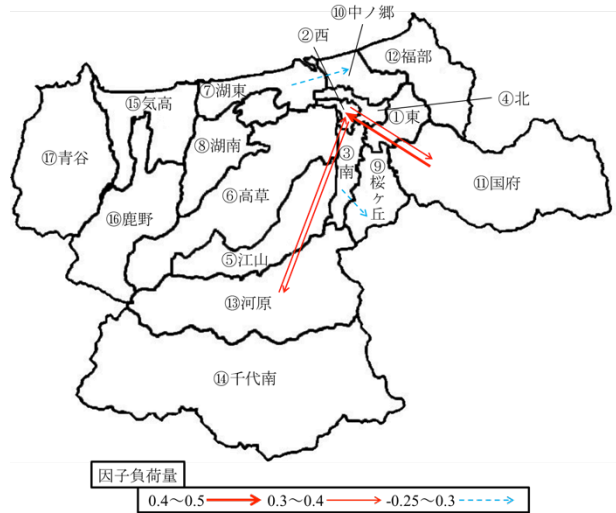 ⑩中ノ郷
②西
⑫福部
⑦湖東
④北
⑮気高
①東
⑧湖南
③南
⑨桜ヶ丘
⑰青谷
⑥高草
⑪国府
⑯鹿野
⑤江山
⑬河原
⑭千代南
因子負荷量
0.4～0.5 0.3～0.4 -0.25～0.3